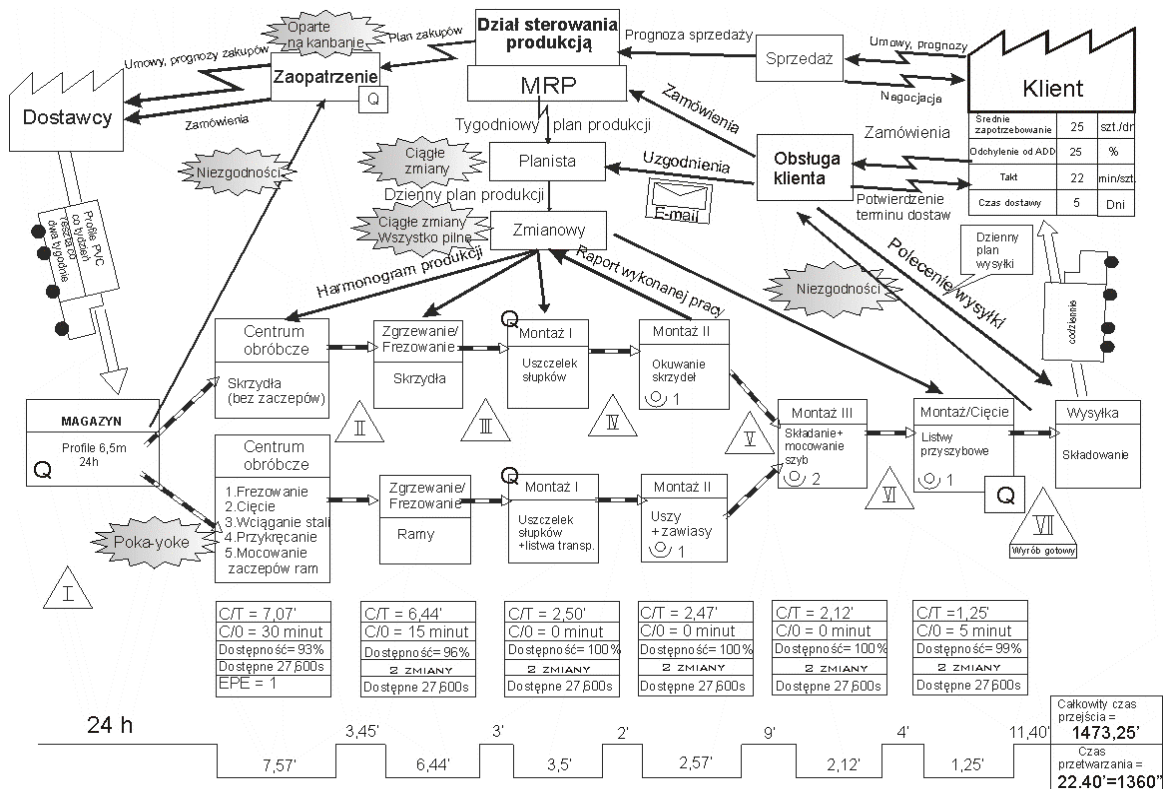 Oparte
na kanbanie
Plan zakupów
Umowy, prognozy zakupów
Zaopatrzenie
Q
Zamówienia
Dostawcy
Dział sterowania
produkcją
MRP
Prognoza sprzedaży
Sprzedaż
Umowy, prognozy
Negocjacja
Klient
Średnie
zapotrzebowanie
25
szt./dn
Odchylenie od ADD
25
%
Takt
22
min/szt.
Czas dostawy
5
Dni
Zamówienia
Tygodniowy plan produkcji
Zamówienia
Niezgodności
Ciągłe
zmiany
Planista
Uzgodnienia
Obsługa
klienta
Potwierdzenie
terminu dostaw
E-mail
Dzienny plan produkcji
Ciągłe zmiany
Wszystko pilne
Zmianowy
Profile PVC
co tydzień
reszta co
dwa tygodnie
Harmonogram produkcji
Raport wykonanej pracy
Niezgodności
Polecenie wysyłki
Dzienny
plan
wysyłki
codziennie
Centrum
obróbcze
Skrzydła
(bez zaczepów)
Zgrzewanie/
Frezowanie
Skrzydła
Q
Montaż I
Uszczelek
słupków
Montaż II
Okuwanie
skrzydeł
1
MAGAZYN
Profile 6,5m
24h
Q
II
III
IV
V
Montaż III
Składanie+
mocowanie
szyb
2
Montaż/Cięcie
Listwy
przyszybowe
1
Q
Wysyłka
Składowanie
Centrum
obróbcze
1.Frezowanie
2.Cięcie
3.Wciąganie stali
4.Przykręcanie
5.Mocowanie
zaczepów ram
Zgrzewanie/
Frezowanie
Ramy
Q
Montaż I
Uszczelek
słupków
+listwa transp.
Montaż II
Uszy
+zawiasy
1
VI
VII
Wyrób gotowy
Poka-yoke
I
C/T = 7,07'
C/0 = 30 minut
Dostępność= 93%
Dostępne 27,600s
EPE = 1
C/T = 6,44'
C/0 = 15 minut
Dostępność= 96%
2 ZMIANY
Dostępne 27,600s
C/T = 2,50'
C/0 = 0 minut
Dostępność= 100%
2 ZMIANY
Dostępne 27,600s
C/T = 2,47'
C/0 = 0 minut
Dostępność= 100%
2 ZMIANY
Dostępne 27,600s
C/T = 2,12'
C/0 = 0 minut
Dostępność= 100%
2 ZMIANY
Dostępne 27,600s
C/T =1,25'
C/0 = 5 minut
Dostępność= 99%
2 ZMIANY
Dostępne 27,600s
24 h
3,45'
3'
2'
9'
4'
11,40'
7,57'
6,44'
3,5'
2,57'
2,12'
1,25'
Całkowity czas
przejścia =
1473,25'
Czas
przetwarzania =
22.40'=1360"